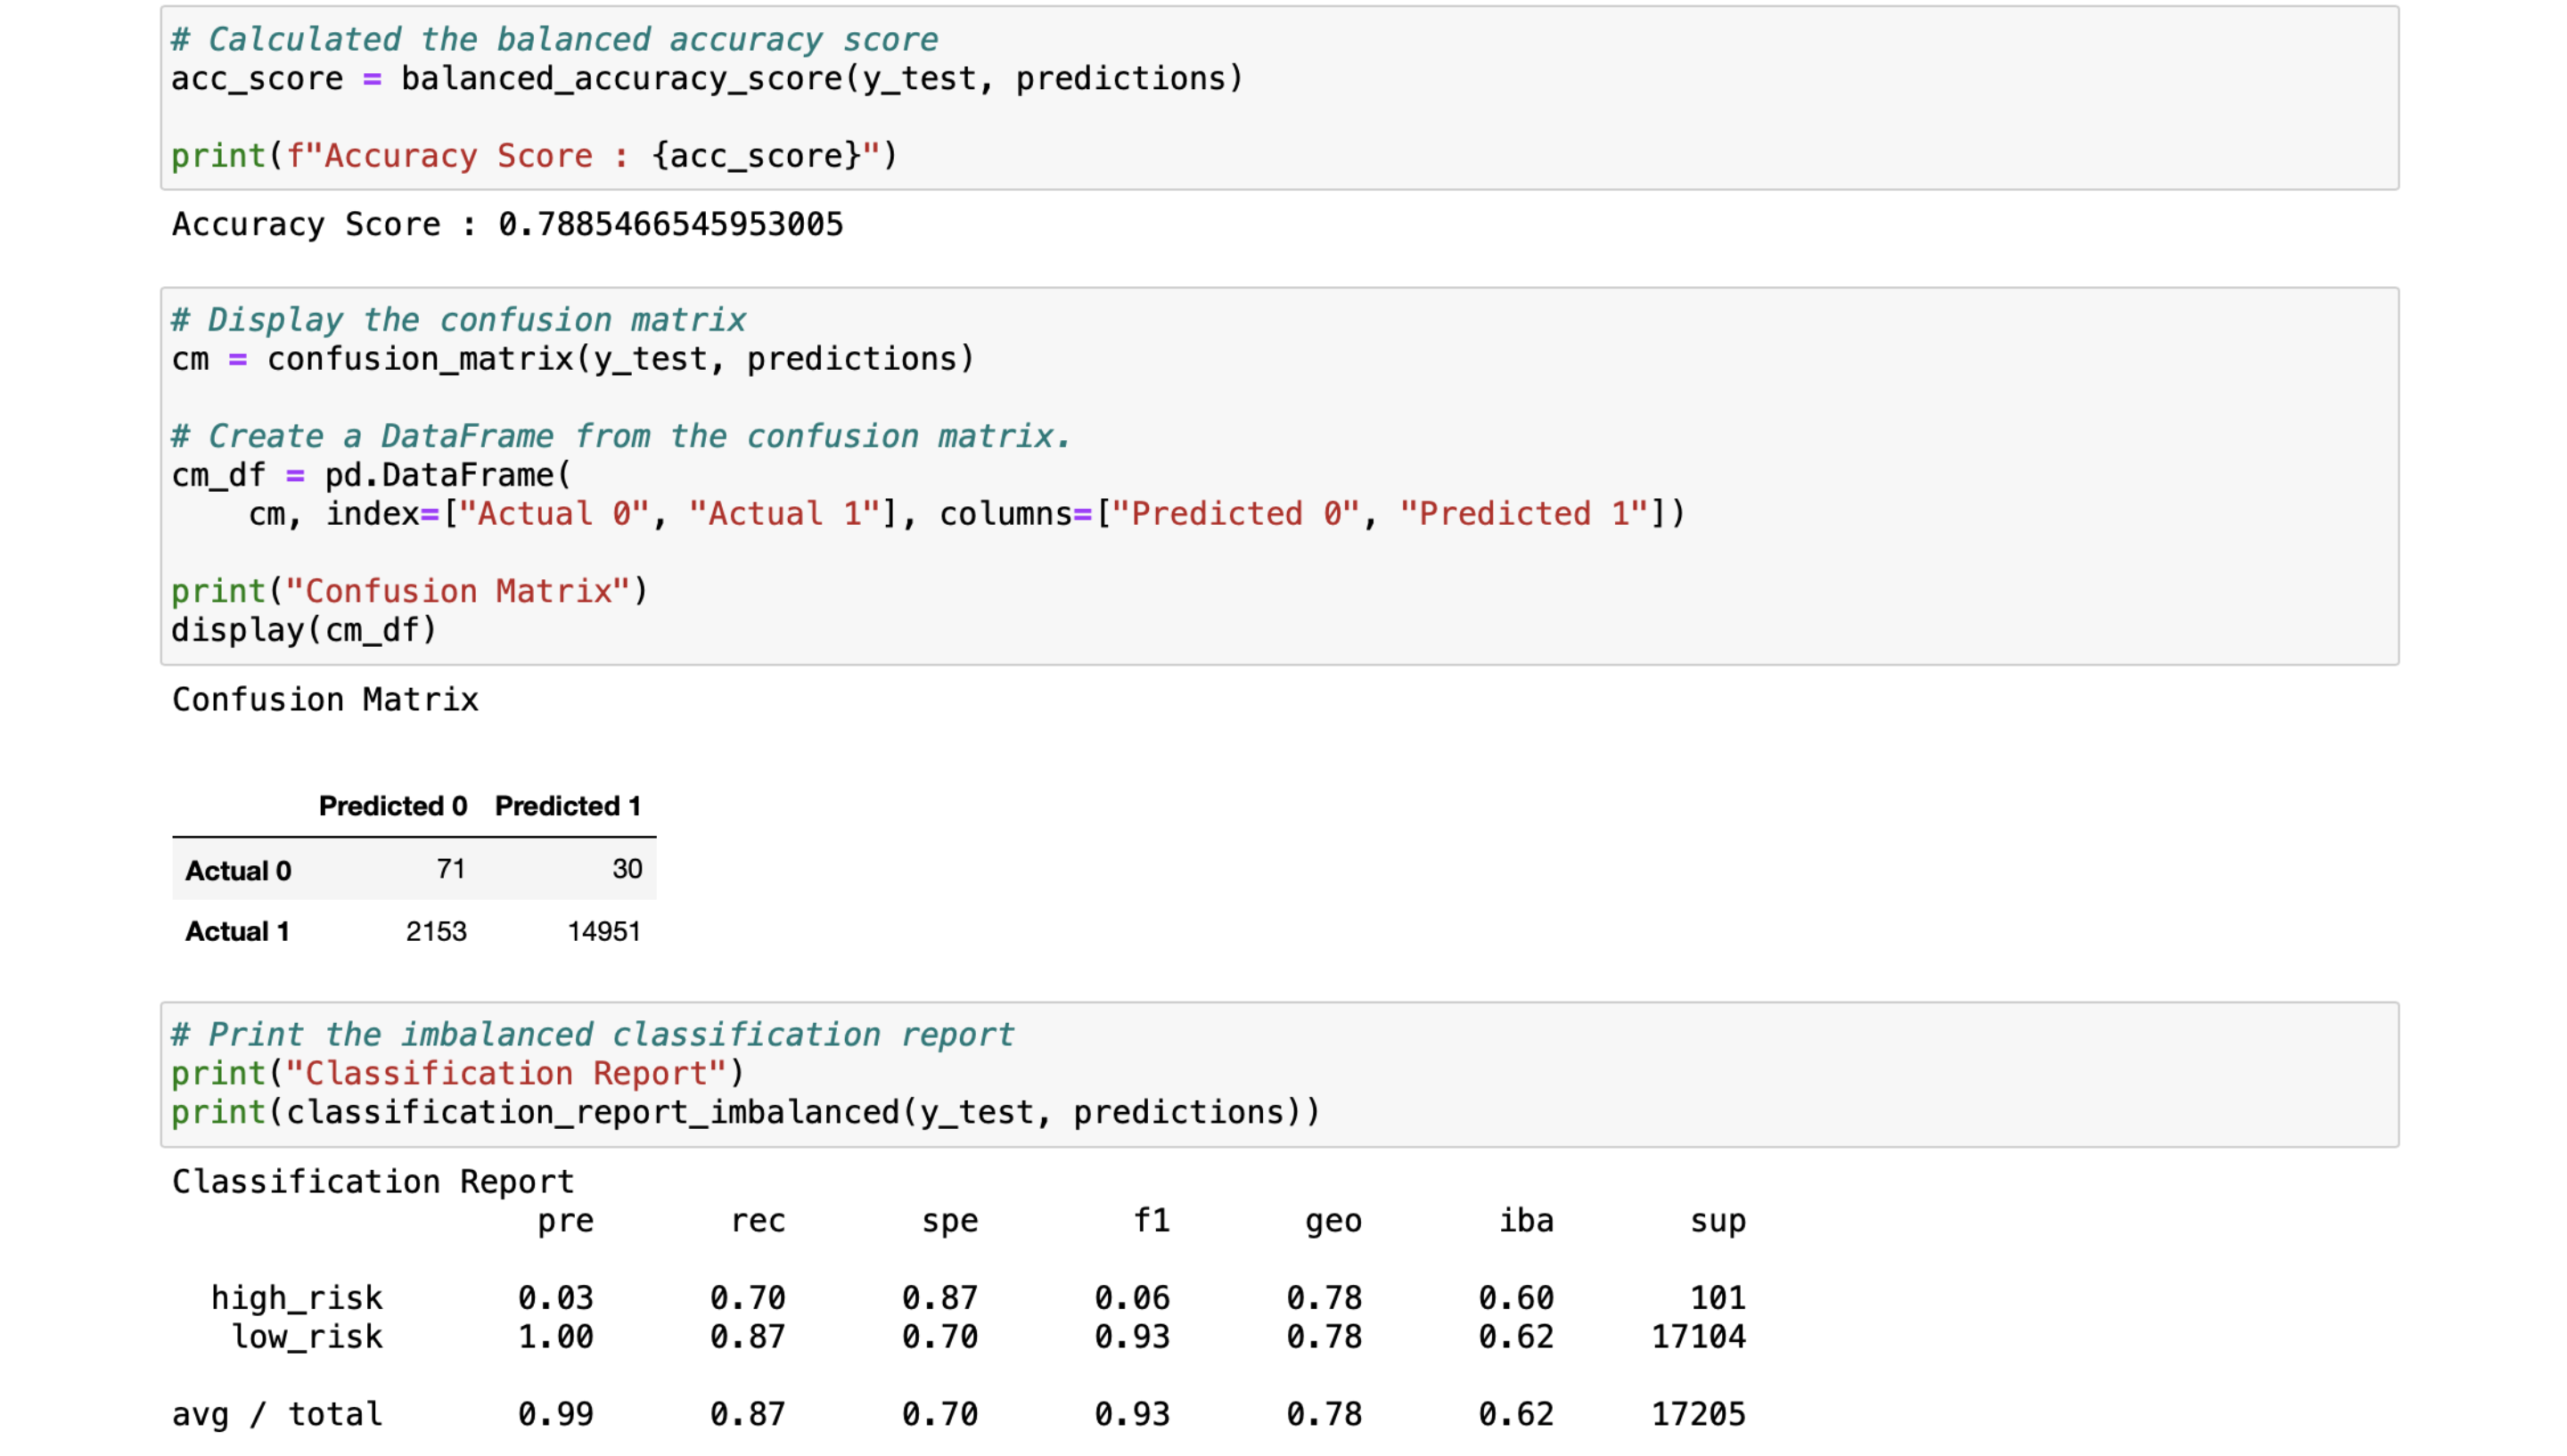 # Calculated the balanced accuracy score
acc_score = balanced_accuracy_score(y_test, predictions)
print(f"Accuracy Score : {acc_score}")
Accuracy Score : 0.7885466545953005
# Display the confusion matrix
cm = confusion_matrix(y_test, predictions)
# Create a DataFrame from the confusion matrix.
cm_df = pd.DataFrame(
    cm, index=["Actual 0", "Actual 1"], columns=["Predicted 0", "Predicted 1"])
print("Confusion Matrix")
display(cm_df)
Confusion Matrix
Predicted 0 Predicted 1
Actual 0 71 30
Actual 1 2153 14951
# Print the imbalanced classification report
print("Classification Report")
print(classification_report_imbalanced(y_test, predictions))
Classification Report
pre rec spe f1 geo iba sup
high_risk 0.03 0.70 0.87 0.06 0.78 0.60 101
low_risk 1.00 0.87 0.70 0.93 0.78 0.62 17104
avg / total 0.99 0.87 0.70 0.93 0.78 0.62 17205